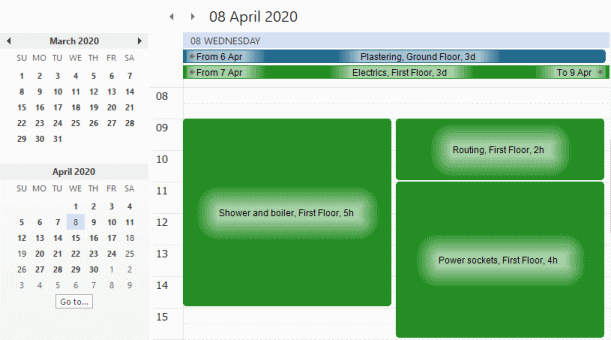 08 April 2020
March 2020
SU MO TU WE TH FR SA
1 2 3 4 5 6 7
8 9 10 11 12 13 14
15 16 17 18 19 20 21
22 23 24 25 26 27 28
29 30 31
April 2020
SU MO TU WE TH FR SA
1 2 3 4
5 6 7 8 9 10 11
12 13 14 15 16 17 18
19 20 21 22 23 24 25
26 27 28 29 30 1 2
3 4 5 6 7 8 9
Go to...
08 WEDNESDAY
From 6 Apr Plastering, Ground Floor, 3d
From 7 Apr Electrics, First Floor, 3d To 9 Apr
08
09
10
11
12
13
14
15
Shower and boiler, First Floor, 5h
Routing, First Floor, 2h
Power sockets, First Floor, 4h